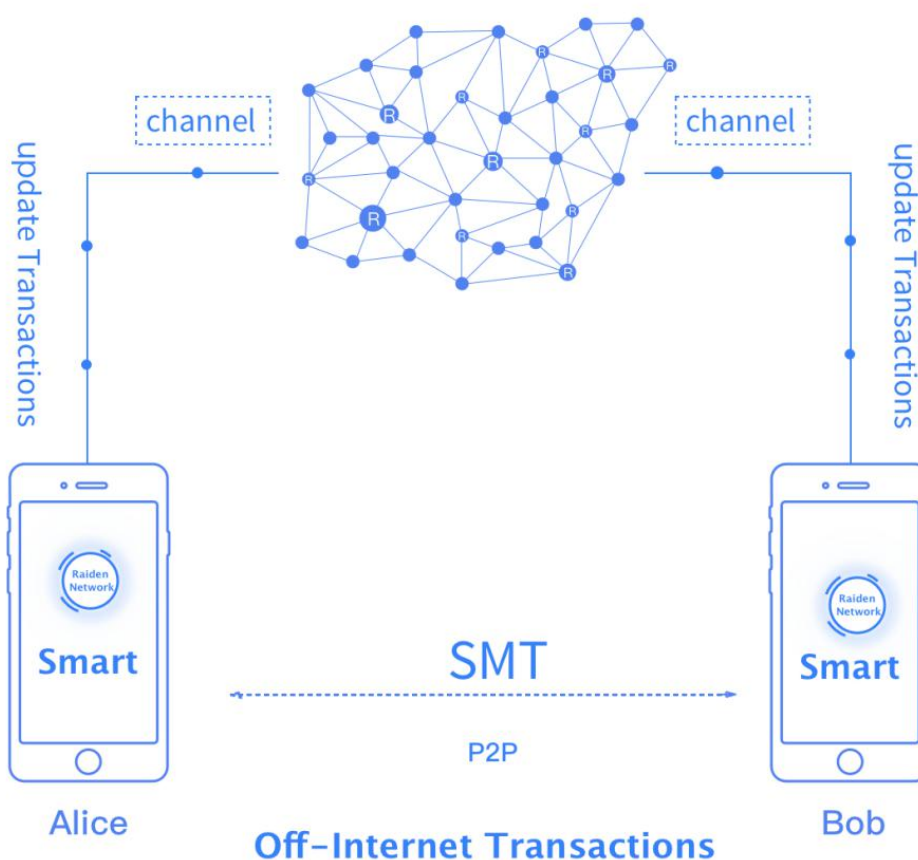 R
R
R
R
R
R
R
R
R
R
R
channel
channel
update Transactions
update Transactions
Raiden
Network
Smart
Raiden
Network
Smart
SMT
P2P
Alice
Bob
Off-Internet Transactions